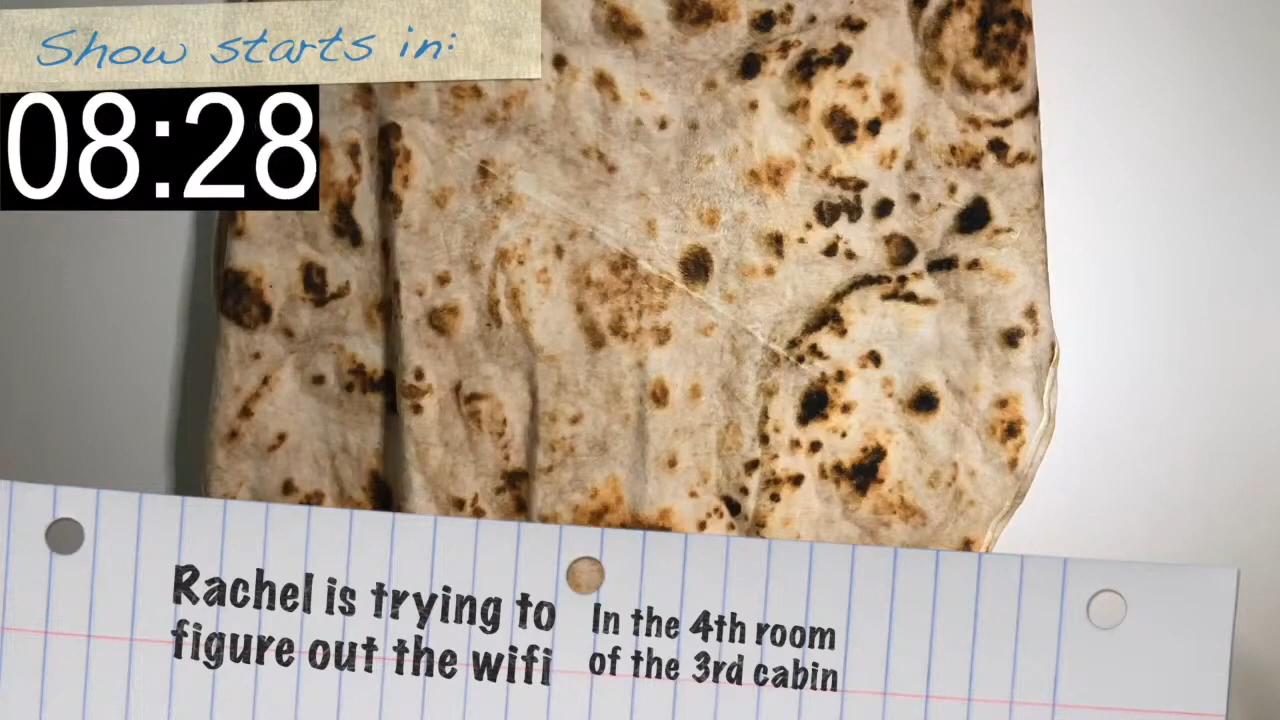 Show starts in:
08:28
Rachel is trying to
figure out the wifi
In the 4th room
of the 3rd cabin